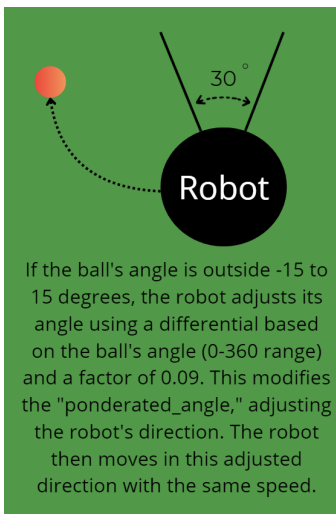 30°
Robot
If the ball's angle is outside -15 to
15 degrees, the robot adjusts its
angle using a differential based
on the ball's angle (0-360 range)
and a factor of 0.09. This modifies
the "ponderated_angle," adjusting
the robot's direction. The robot
then moves in this adjusted
direction with the same speed.